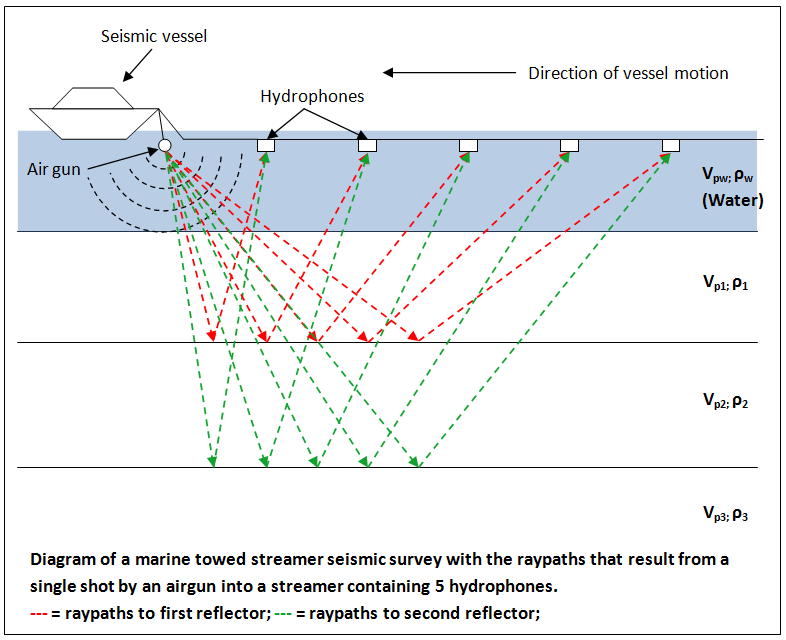 Seismic vessel
Direction of vessel motion
Hydrophones
Air gun
Vpw; ρw
(Water)
Vp1; ρ1
Vp2; ρ2
Vp3; ρ3
Diagram of a marine towed streamer seismic survey with the raypaths that result from a
single shot by an airgun into a streamer containing 5 hydrophones.
--- = raypaths to first reflector; --- = raypaths to second reflector;